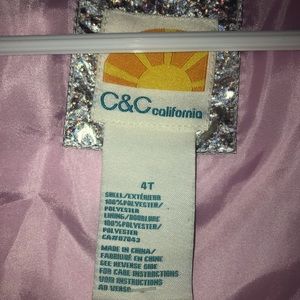 C&C california
4T
SHELL/EXTÉRIEUR
100%POLYESTER/
POLYESTER
LINING/DOUBLURE
100%POLYESTER/
POLYESTER
CA#07043
MADE IN CHINA/
FABRIQUÉ EN CHINE
SEE REVERSE SIDE
FOR CARE INSTRUCTIONS
VOIR INSTRUCTIONS
AU VERSO